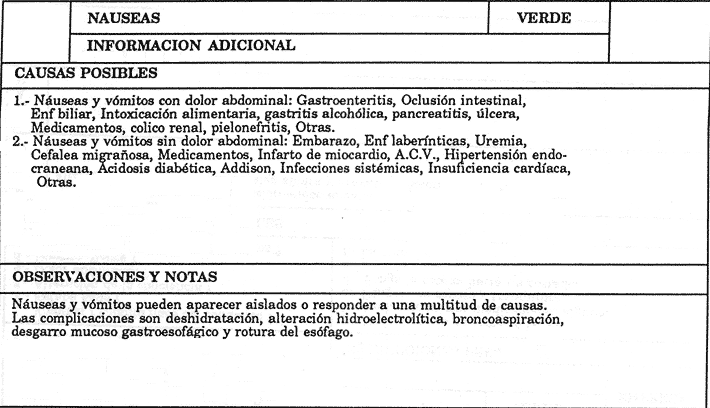 NAUSEAS VERDE
INFORMACION ADICIONAL
CAUSAS POSIBLES
1.- Náuseas y vómitos con dolor abdominal: Gastroenteritis, Oclusión intestinal,
Enf biliar, Intoxicación alimentaria, gastritis alcohólica, pancreatitis, úlcera,
Medicamentos, colico renal, pielonefritis, Otras.
2.- Náuseas y vómitos sin dolor abdominal: Embarazo, Enf laberínticas, Uremia,
Cefalea migrañosa, Medicamentos, Infarto de miocardio, A.C.V., Hipertensión endo-
craneana, Acidosis diabética, Addison, Infecciones sistémicas, Insuficiencia cardíaca,
Otras.
OBSERVACIONES Y NOTAS
Náuseas y vómitos pueden aparecer aislados o responder a una multitud de causas.
Las complicaciones son deshidratación, alteración hidroelectrolítica, broncoaspiración,
desgarro mucoso gastroesofágico y rotura del esófago.